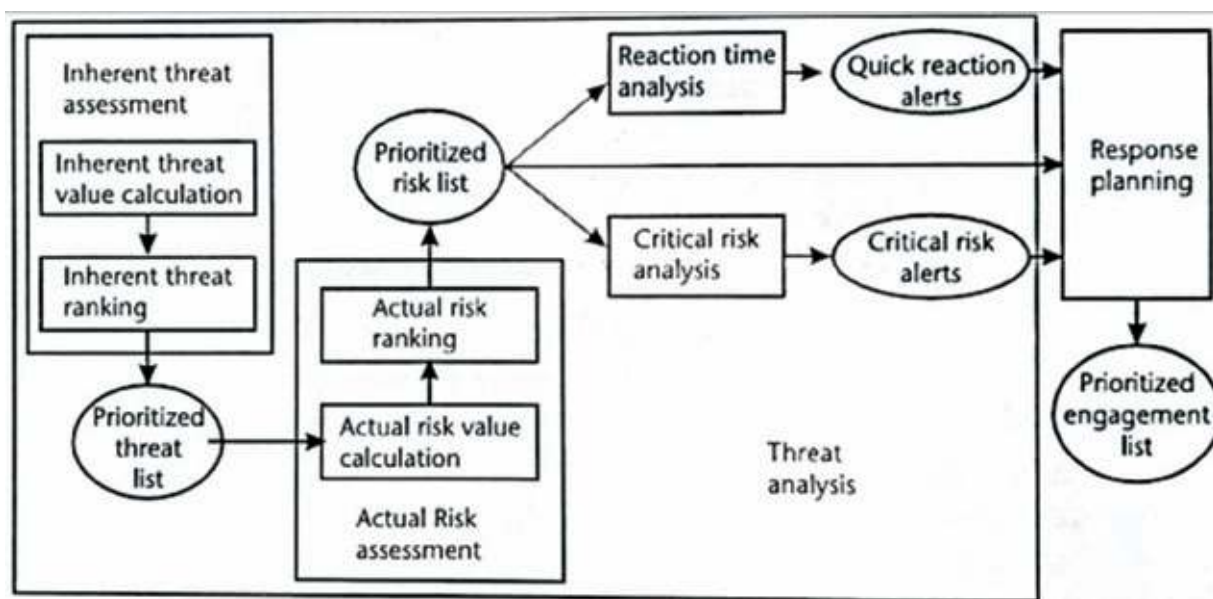 Inherent threat
assessment
Inherent threat
value calculation
Inherent threat
ranking
Prioritized
threat
list
Actual risk
ranking
Actual risk value
calculation
Actual Risk
assessment
Prioritized
risk list
Reaction time
analysis
Quick reaction
alerts
Critical risk
analysis
Critical risk
alerts
Threat
analysis
Response
planning
Prioritized
engagement
list